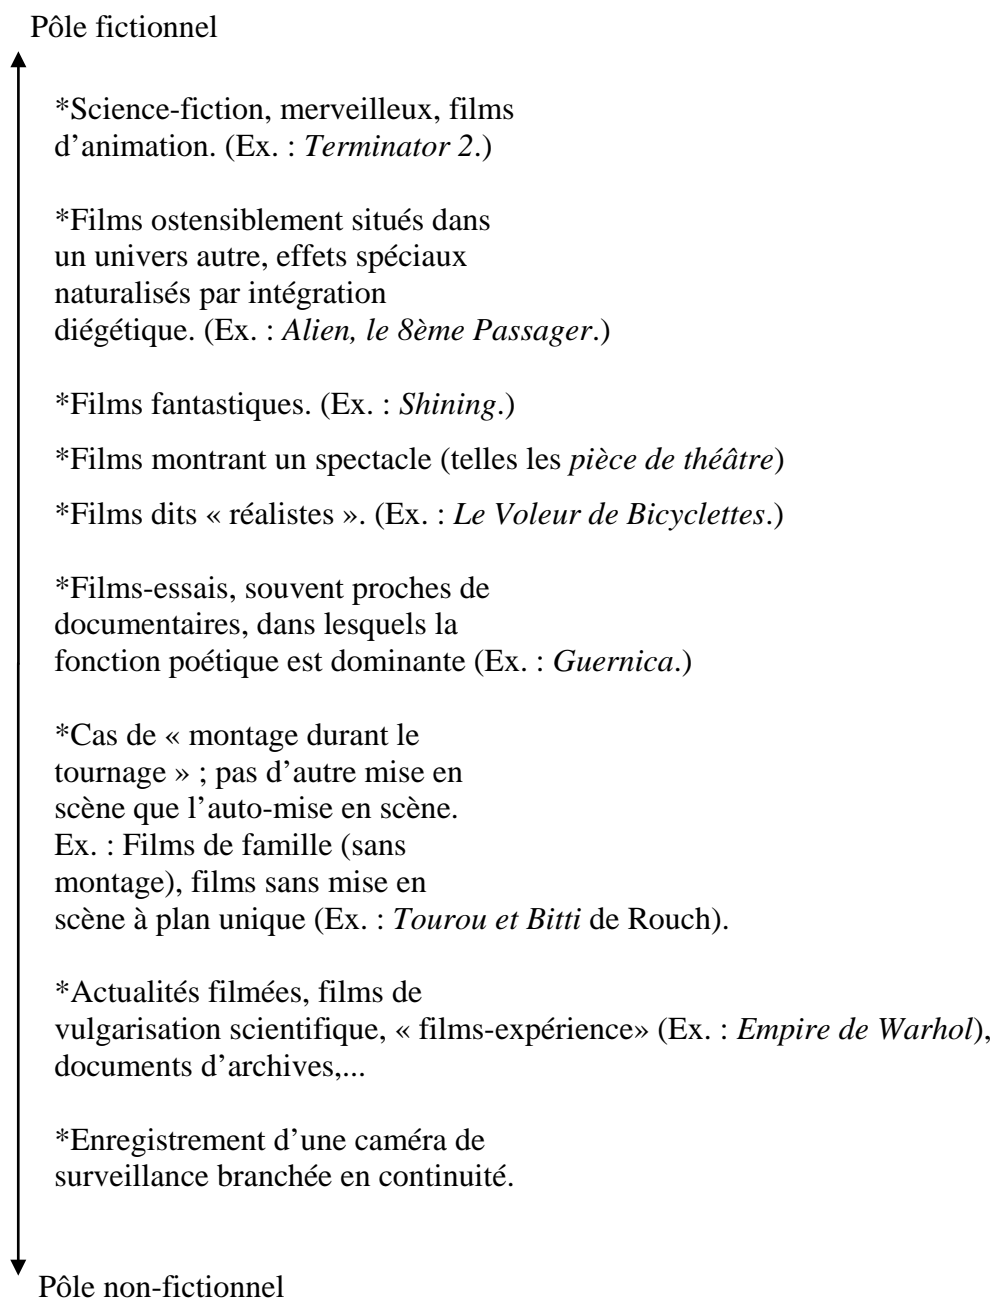 Pôle fictionnel
*Science-fiction, merveilleux, films
d’animation. (Ex. : Terminator 2.)
*Films ostensiblement situés dans
un univers autre, effets spéciaux
naturalisés par intégration
diégétique. (Ex. : Alien, le 8ème Passager.)
*Films fantastiques. (Ex. : Shining.)
*Films montrant un spectacle (telles les pièce de théâtre)
*Films dits « réalistes ». (Ex. : Le Voleur de Bicyclettes.)
*Films-essais, souvent proches de
documentaires, dans lesquels la
fonction poétique est dominante (Ex. : Guernica.)
*Cas de « montage durant le
tournage » ; pas d’autre mise en
scène que l’auto-mise en scène.
Ex. : Films de famille (sans
montage), films sans mise en
scène à plan unique (Ex. : Tourou et Bitti de Rouch).
*Actualités filmées, films de
vulgarisation scientifique, « films-expérience» (Ex. : Empire de Warhol),
documents d’archives,...
*Enregistrement d’une caméra de
surveillance branchée en continuité.
Pôle non-fictionnel